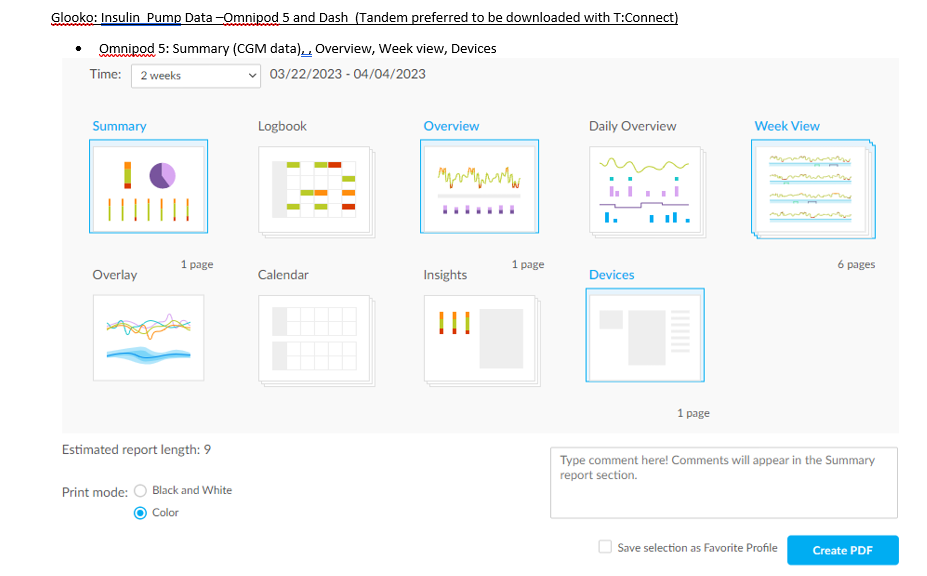 Glooko: Insulin  Pump Data –Omnipod 5 and Dash  (Tandem preferred to be downloaded with T:Connect)
• Omnipod 5: Summary (CGM data), , Overview, Week view, Devices
Time: 2 weeks 03/22/2023 - 04/04/2023
Summary Logbook Overview Daily Overview Week View
1 page 1 page 6 pages
Overlay Calendar Insights Devices
1 page
Estimated report length: 9
Type comment here! Comments will appear in the Summary
report section.
Print mode: Black and White
Color
Save selection as Favorite Profile Create PDF